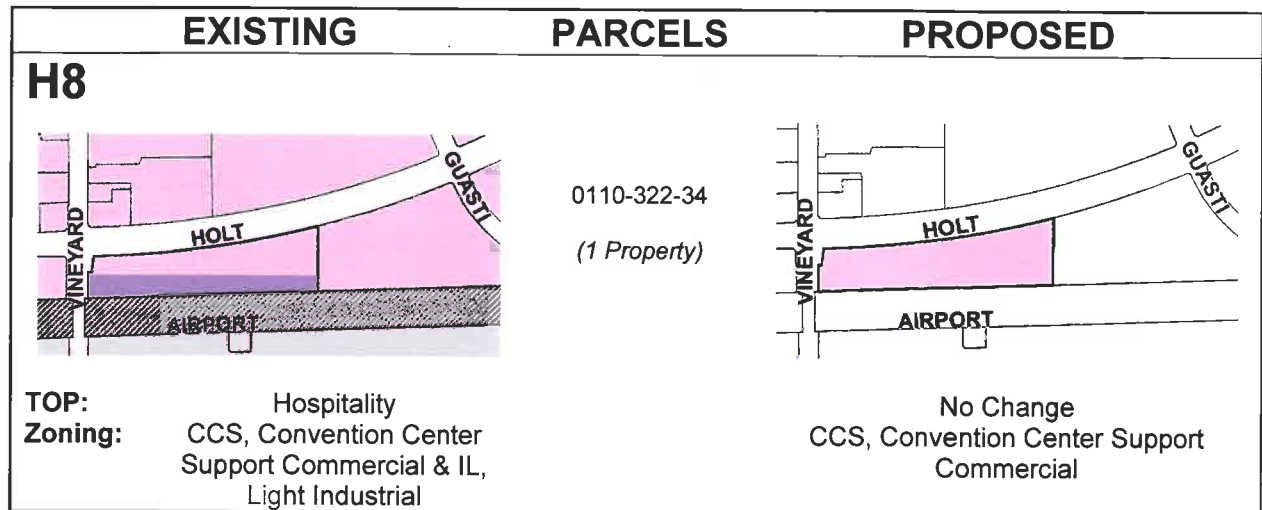 EXISTING PARCELS PROPOSED
H8
VINEYARD
HOLT
GUASTI
AIRPORT
0110-322-34
(1 Property)
VINEYARD
HOLT
GUASTI
AIRPORT
TOP: Hospitality
Zoning: CCS, Convention Center
Support Commercial & IL,
Light Industrial
No Change
CCS, Convention Center Support
Commercial